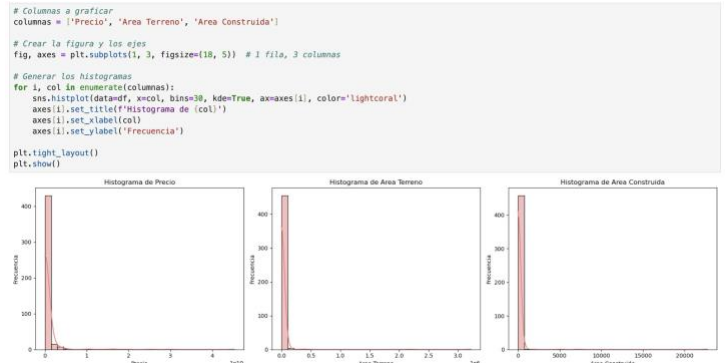 # Columnas a graficar
columnas = ['Precio', 'Area Terreno', 'Area Construida']
# Crear la figura y los ejes
fig, axes = plt.subplots(1, 3, figsize=(18, 5))  # 1 fila, 3 columnas
# Generar los histogramas
for i, col in enumerate(columnas):
    sns.histplot(data=df, x=col, bins=30, kde=True, ax=axes[i], color='lightcoral')
    axes[i].set_title(f'Histograma de {col}')
    axes[i].set_xlabel(col)
    axes[i].set_ylabel('Frecuencia')
plt.tight_layout()
plt.show()
Histograma de Precio
400
300
200
100
0
Frecuencia
0 1 2 3 4
Histograma de Area Terreno
400
300
200
100
0
Frecuencia
0.0 0.5 1.0 1.5 2.0 2.5 3.0
Histograma de Area Construida
400
300
200
100
0
Frecuencia
0 5000 10000 15000 20000